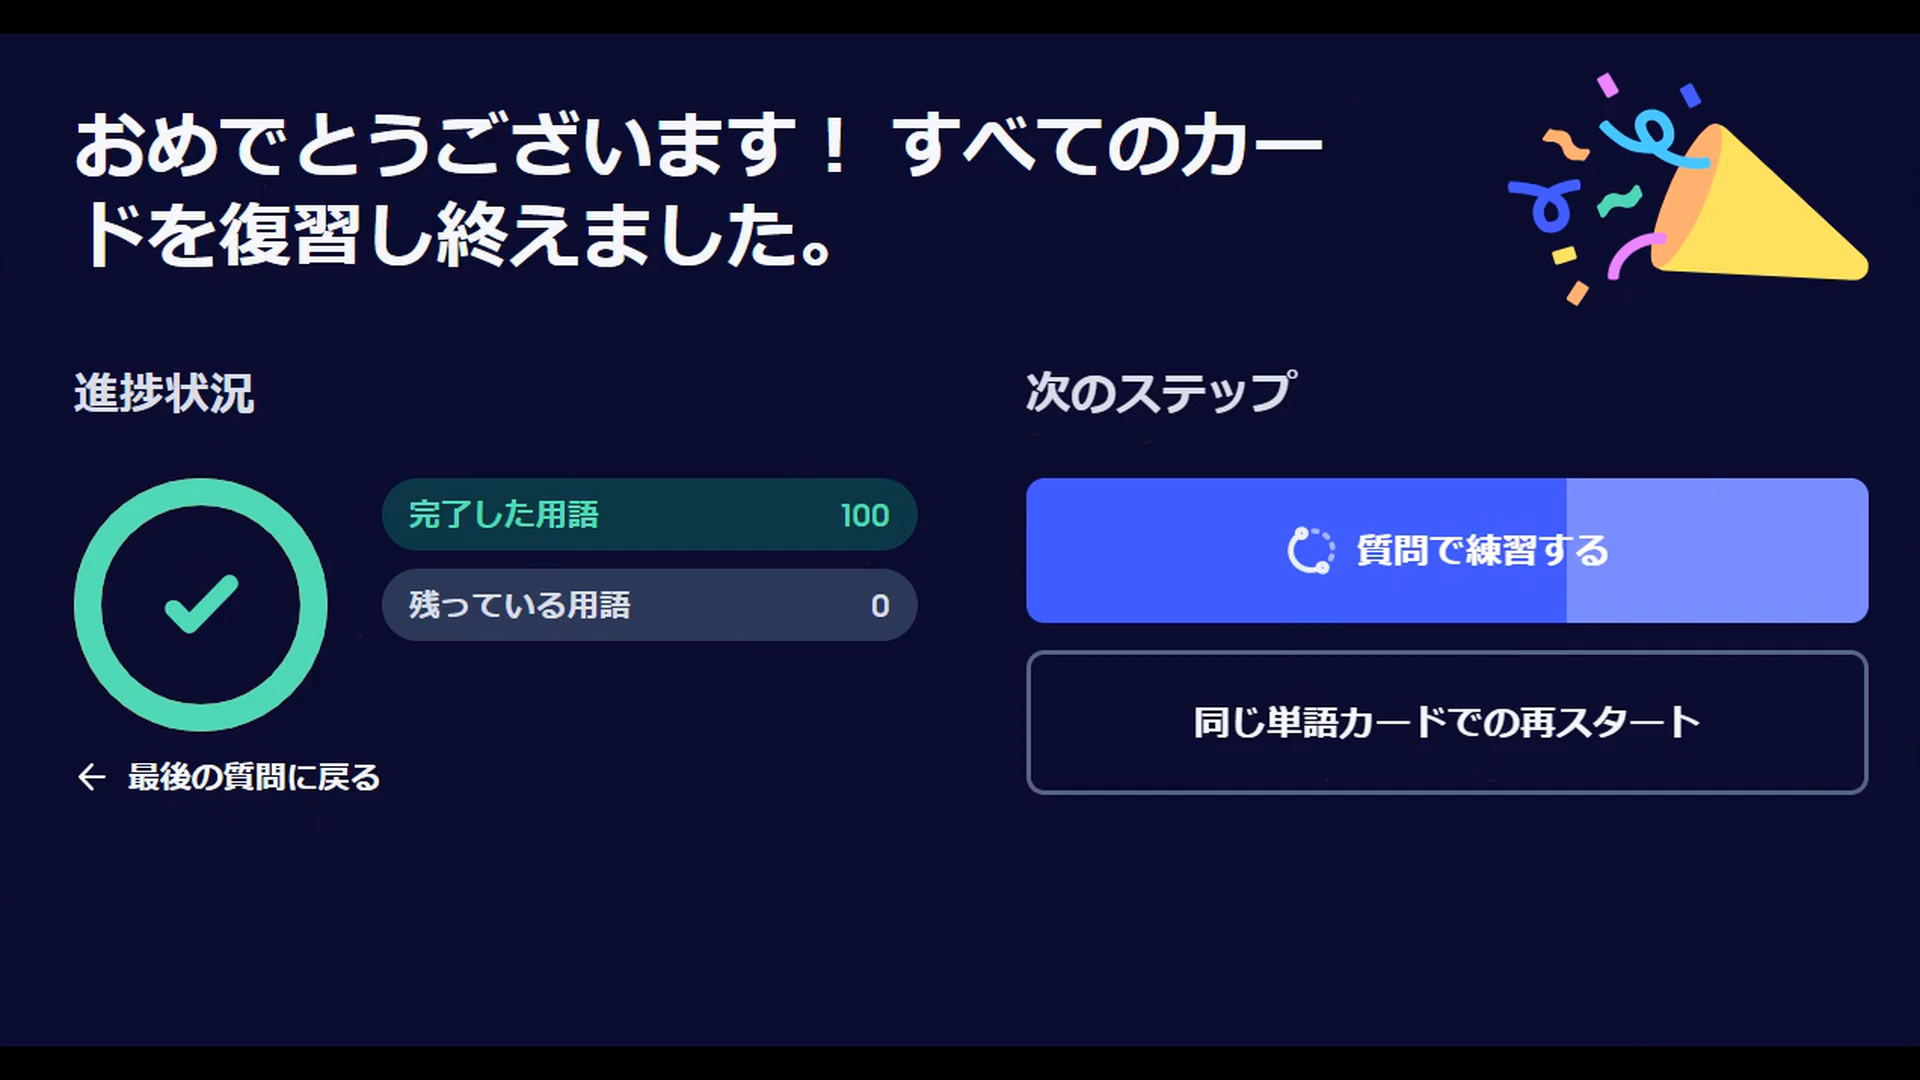 おめでとうございます！ すべてのカー
ドを復習し終えました。
進捗状況
完了した用語 100
残っている用語 0
最後の質問に戻る
次のステップ
質問で練習する
同じ単語カードでの再スタート